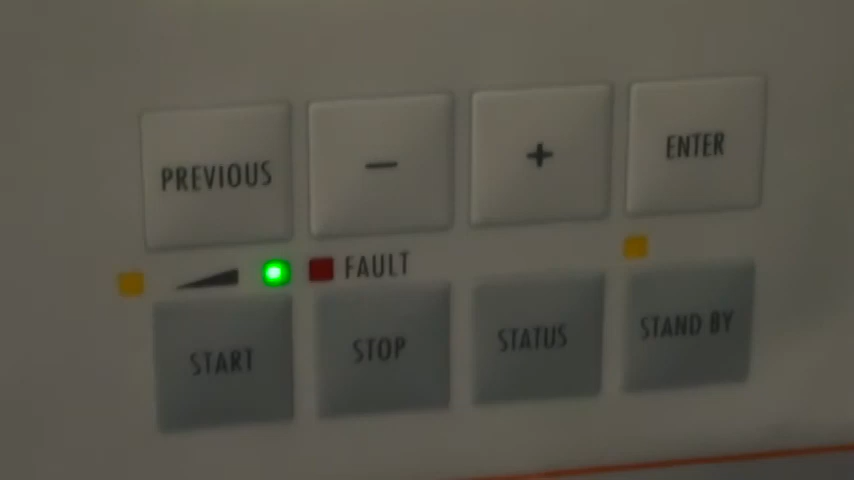 PREVIOUS
−
+
ENTER
FAULT
START
STOP
STATUS
STAND BY